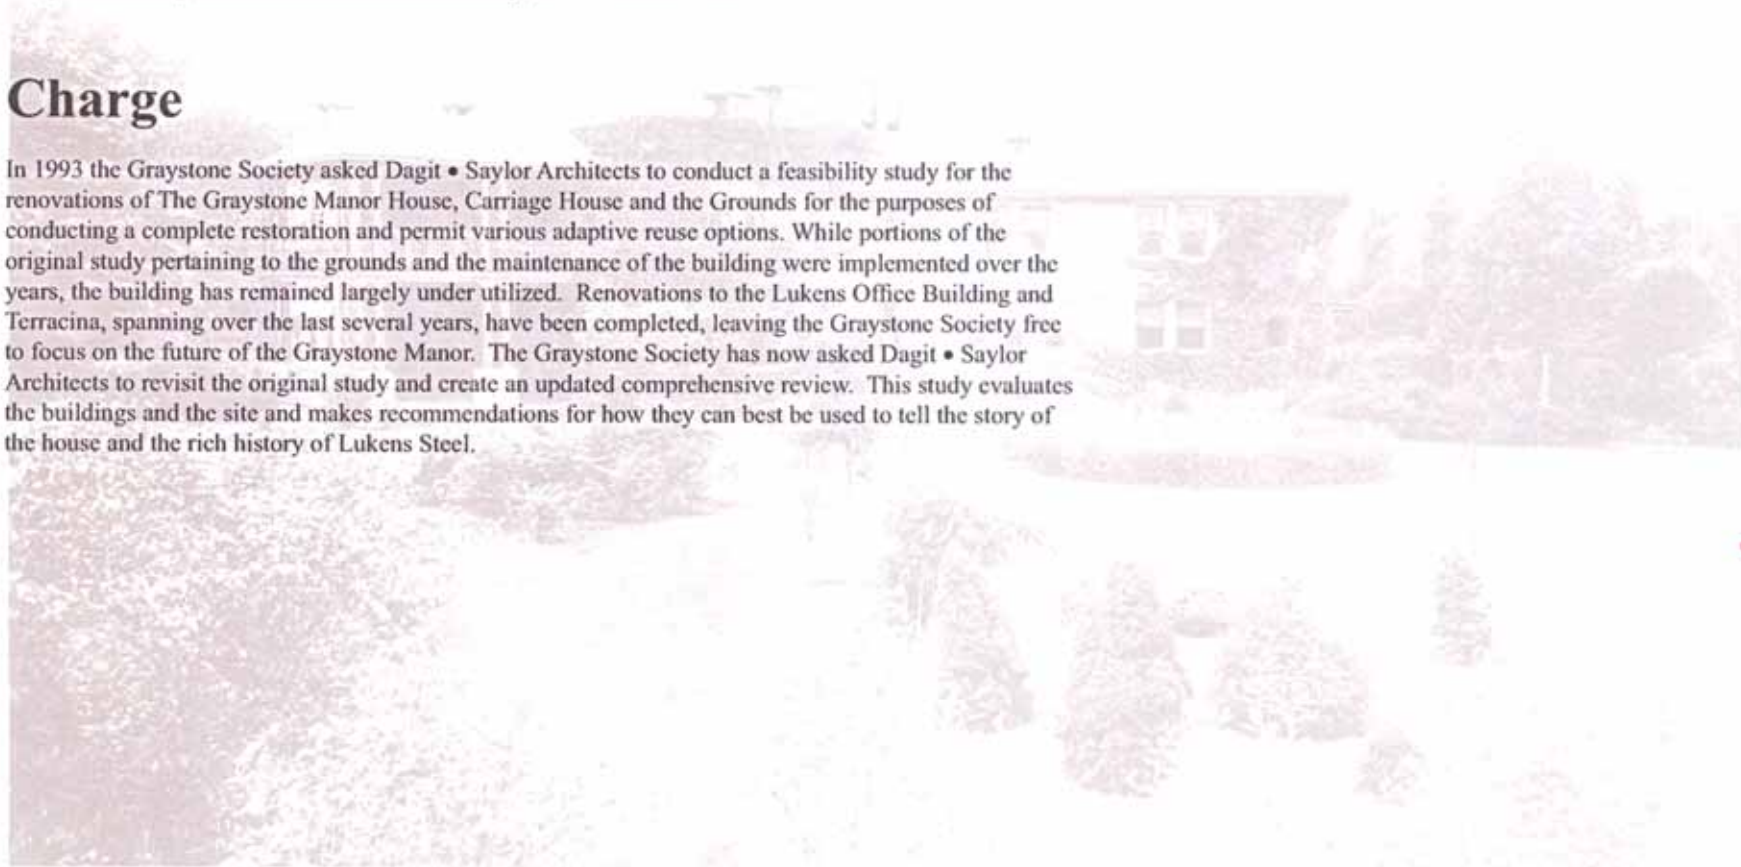 Charge
In 1993 the Graystone Society asked Dagit • Saylor Architects to conduct a feasibility study for the
renovations of The Graystone Manor House, Carriage House and the Grounds for the purposes of
conducting a complete restoration and permit various adaptive reuse options. While portions of the
original study pertaining to the grounds and the maintenance of the building were implemented over the
years, the building has remained largely under utilized.  Renovations to the Lukens Office Building and
Terracina, spanning over the last several years, have been completed, leaving the Graystone Society free
to focus on the future of the Graystone Manor.  The Graystone Society has now asked Dagit • Saylor
Architects to revisit the original study and create an updated comprehensive review.  This study evaluates
the buildings and the site and makes recommendations for how they can best be used to tell the story of
the house and the rich history of Lukens Steel.